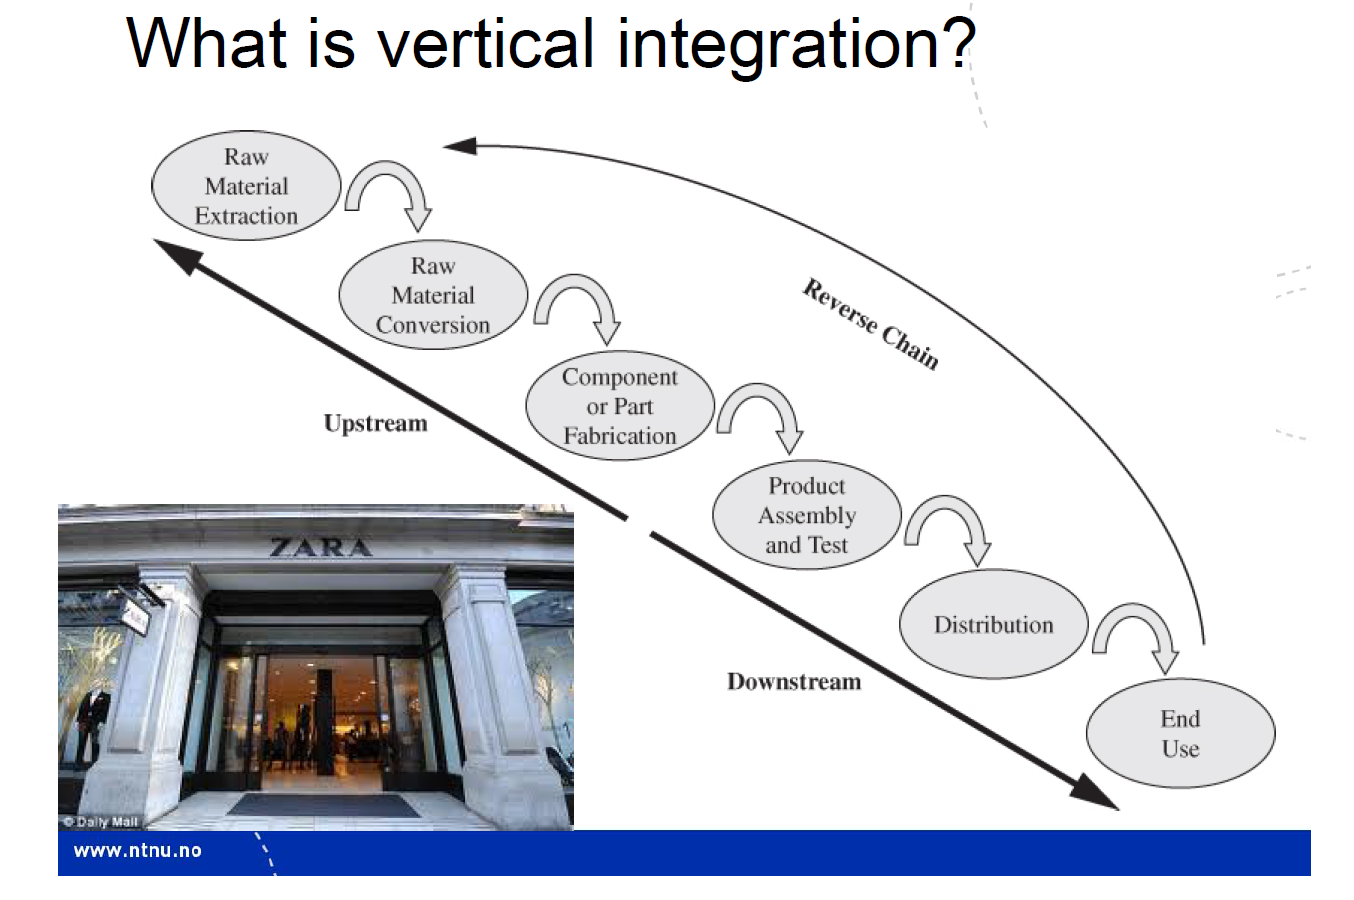 What is vertical integration?
Raw
Material
Extraction
Raw
Material
Conversion
Component
or Part
Fabrication
Product
Assembly
and Test
Distribution
End
Use
Reverse Chain
Upstream
Downstream
ZARA
ZARA
© Daily Mail
www.ntnu.no